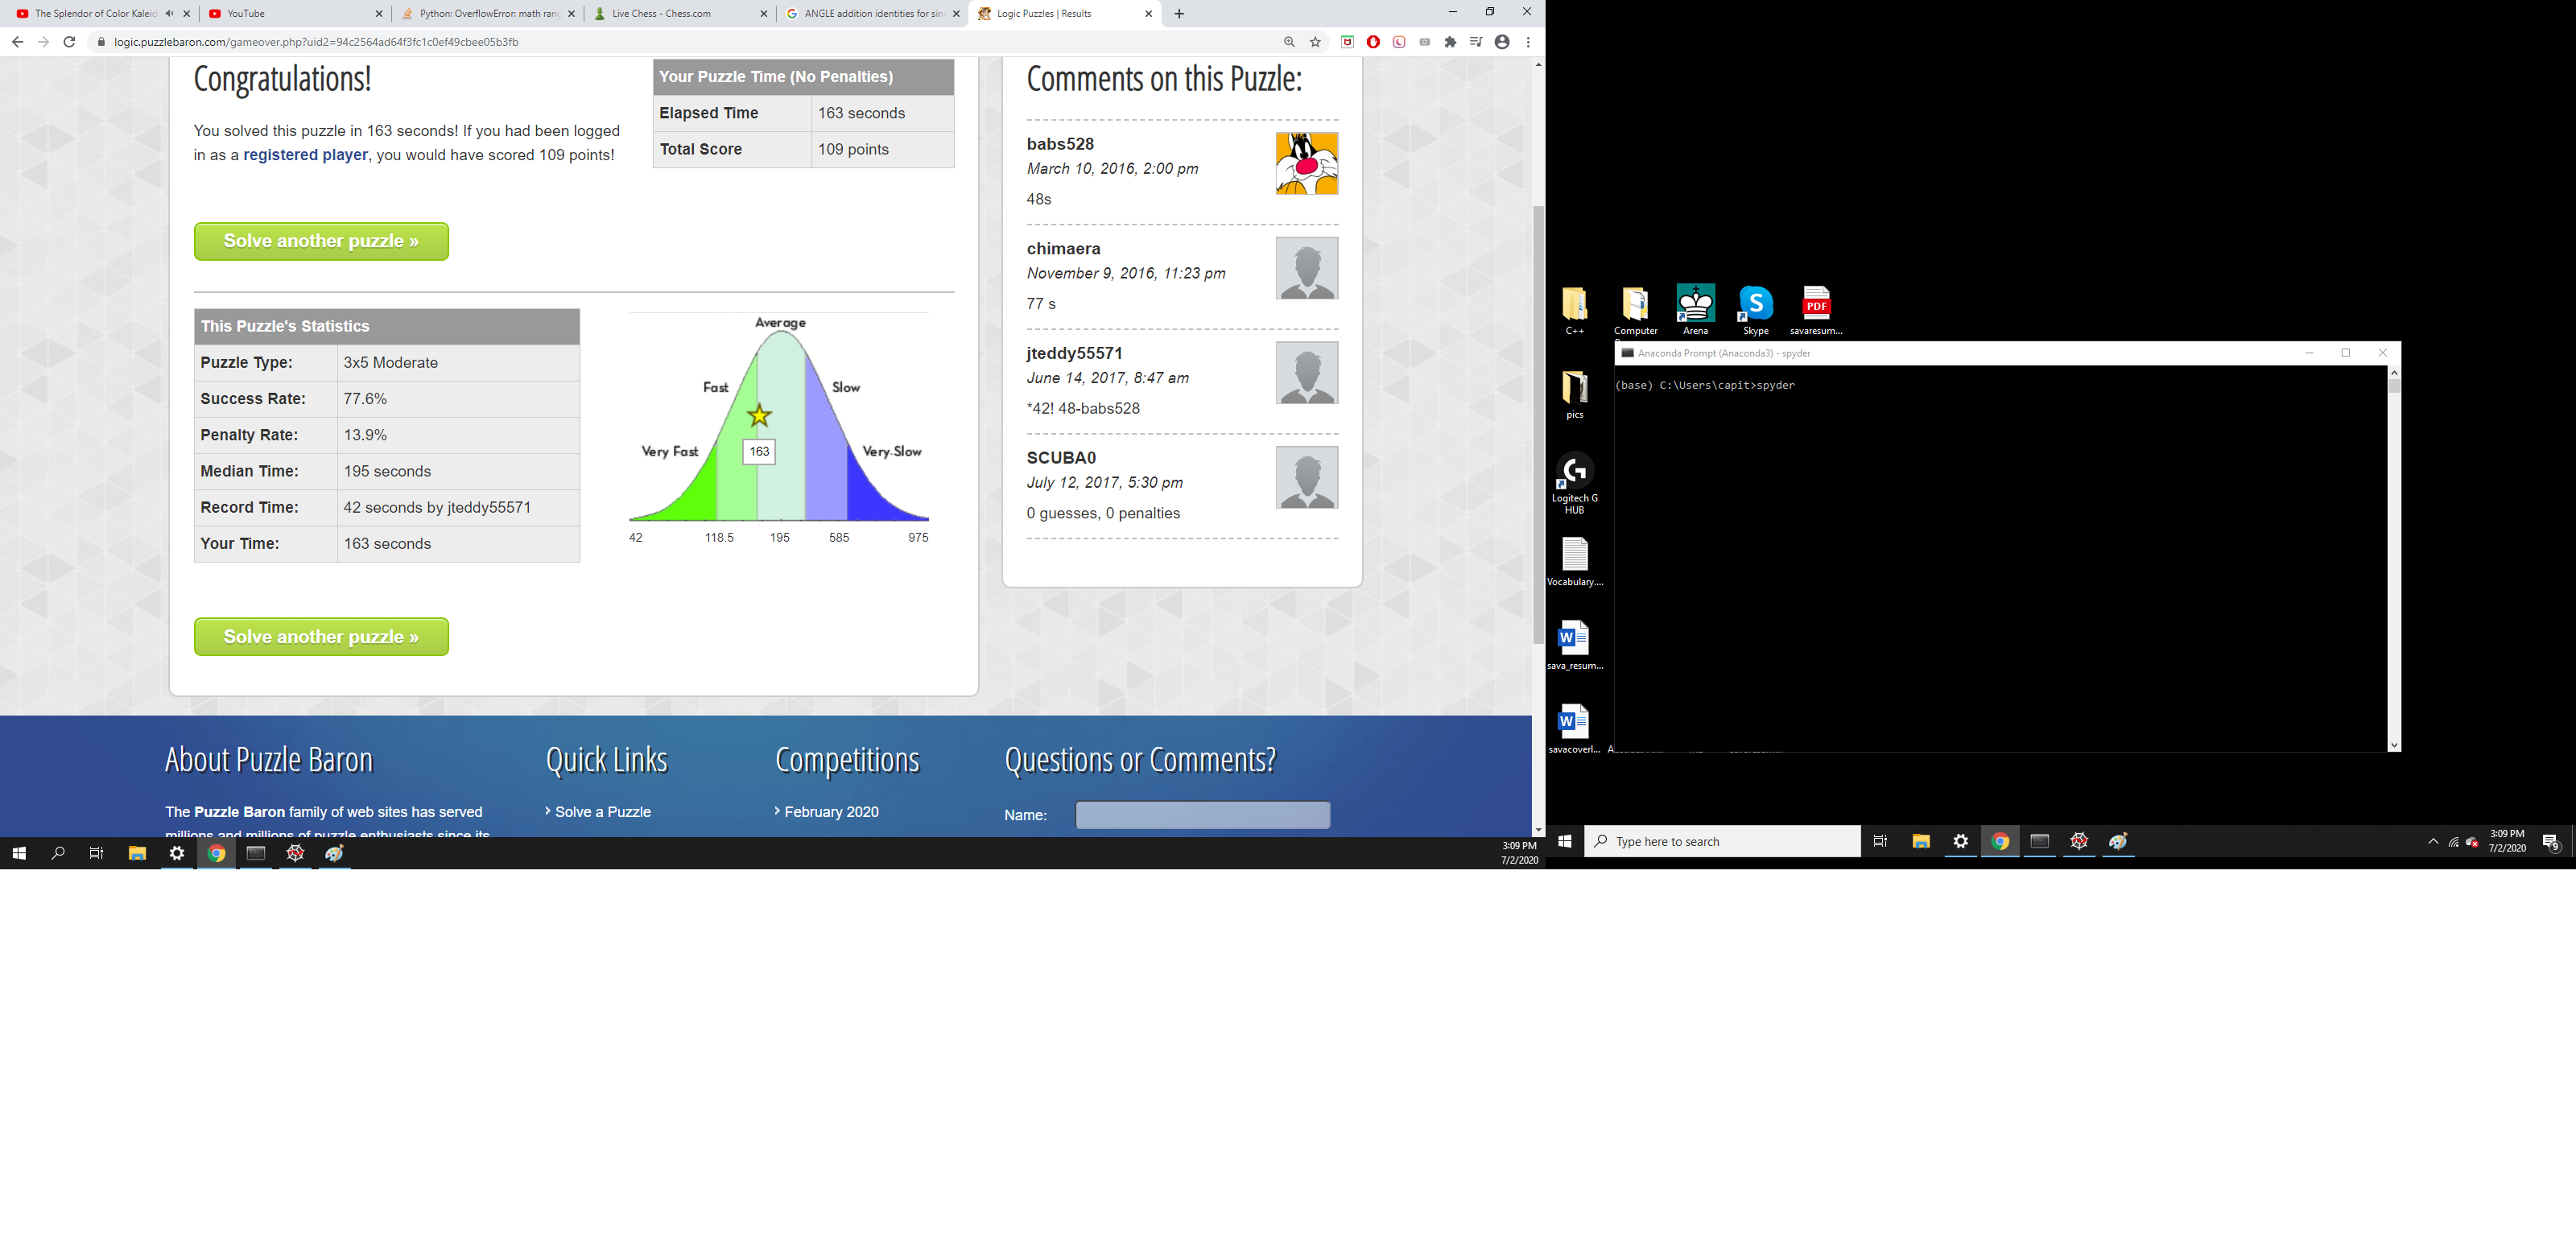 The Splendor of Color Kaleid
YouTube
Python: OverflowError: math rang
Live Chess - Chess.com
ANGLE addition identities for sin
Logic Puzzles | Results
logic.puzzlebaron.com/gameover.php?uid2=94c2564ad64f3fc1c0ef49cbee05b3fb
Congratulations!
You solved this puzzle in 163 seconds! If you had been logged
in as a registered player, you would have scored 109 points!
Your Puzzle Time (No Penalties)
Elapsed Time 163 seconds
Total Score 109 points
Solve another puzzle »
This Puzzle's Statistics
Puzzle Type: 3x5 Moderate
Success Rate: 77.6%
Penalty Rate: 13.9%
Median Time: 195 seconds
Record Time: 42 seconds by jteddy55571
Your Time: 163 seconds
Average
Fast
Slow
Very Fast
163
Very Slow
42 118.5 195 585 975
Solve another puzzle »
Comments on this Puzzle:
babs528
March 10, 2016, 2:00 pm
48s
chimaera
November 9, 2016, 11:23 pm
77 s
jteddy55571
June 14, 2017, 8:47 am
*42! 48-babs528
SCUBA0
July 12, 2017, 5:30 pm
0 guesses, 0 penalties
About Puzzle Baron
The Puzzle Baron family of web sites has served
millions and millions of puzzle enthusiasts since its
Quick Links
› Solve a Puzzle
Competitions
› February 2020
Questions or Comments?
Name:
3:09 PM
7/2/2020
C++
Computer
Arena
Skype
PDF
savaresum...
pics
Logitech G
HUB
Vocabulary....
sava_resum...
savacoverl...
Anaconda Prompt (Anaconda3) - spyder
(base) C:\Users\capit>spyder
Type here to search
3:09 PM
7/2/2020
9